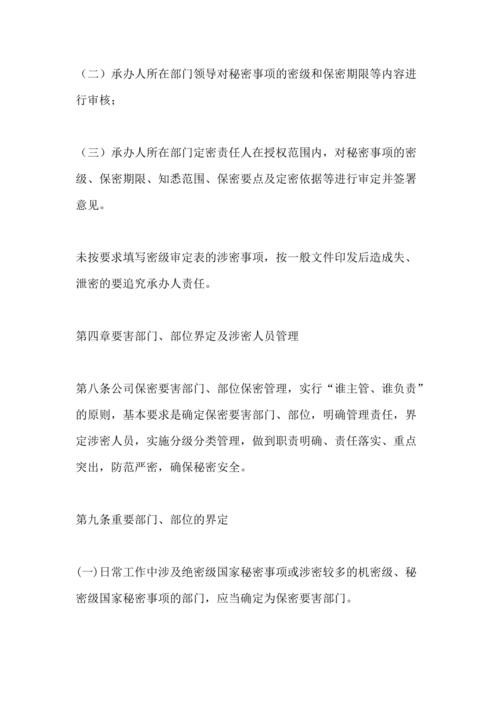 （二）承办人所在部门领导对秘密事项的密级和保密期限等内容进
行审核；
（三）承办人所在部门定密责任人在授权范围内，对秘密事项的密
级、保密期限、知悉范围、保密要点及定密依据等进行审定并签署
意见。
未按要求填写密级审定表的涉密事项，按一般文件印发后造成失、
泄密的要追究承办人责任。
第四章要害部门、部位界定及涉密人员管理
第八条公司保密要害部门、部位保密管理，实行“谁主管、谁负责”
的原则，基本要求是确定保密要害部门、部位，明确管理责任，界
定涉密人员，实施分级分类管理，做到职责明确、责任落实、重点
突出，防范严密，确保秘密安全。
第九条重要部门、部位的界定
(一)日常工作中涉及绝密级国家秘密事项或涉密较多的机密级、秘
密级国家秘密事项的部门，应当确定为保密要害部门。